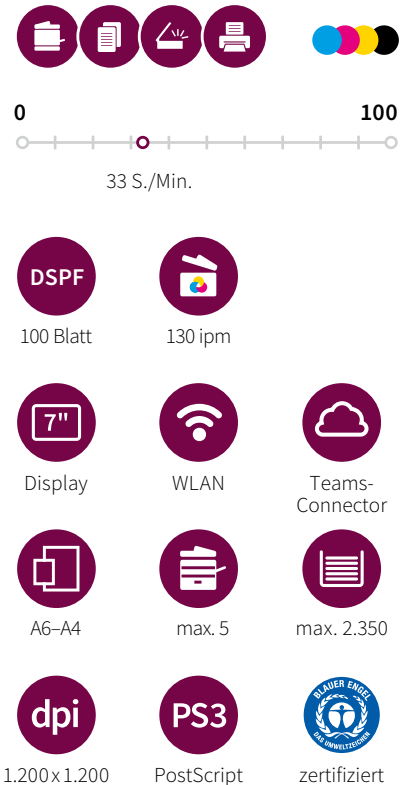 0 100
33 S./Min.
DSPF
100 Blatt 130 ipm
7"
Display WLAN Teams-
Connector
A6–A4 max. 5 max. 2.350
dpi PS3 BLAUER ENGEL
DAS UMWELTZEICHEN
1.200 x 1.200 PostScript zertifiziert